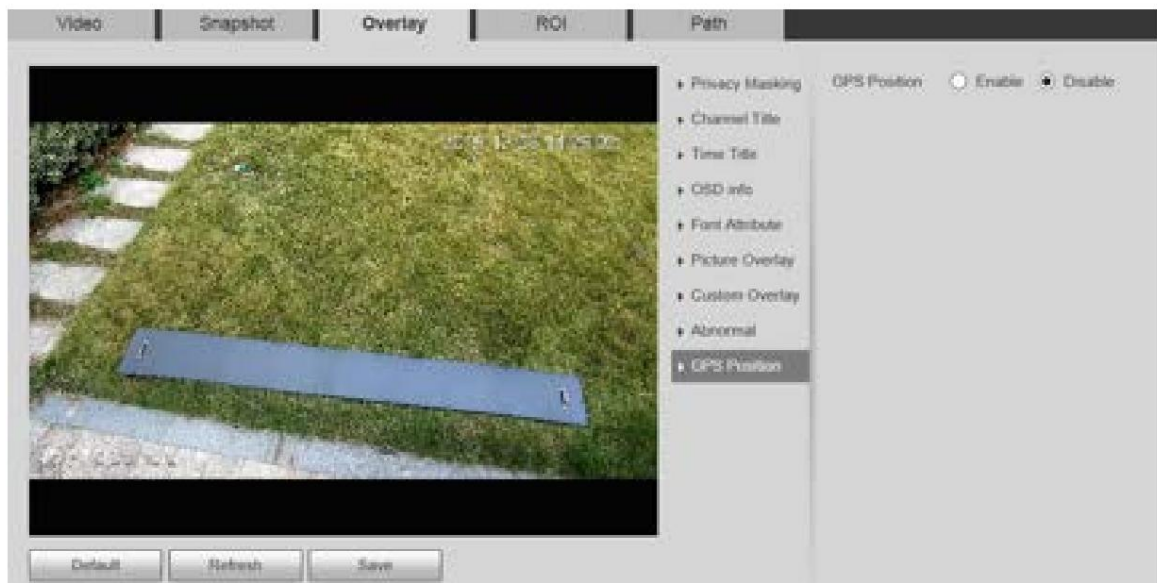 Video
Snapshot
Overlay
ROI
Path
Privacy Masking
Channel Title
Time Title
OSD info
Font Attribute
Picture Overlay
Custom Overlay
Abnormal
GPS Position
GPS Position Enable Disable
Default
Refresh
Save